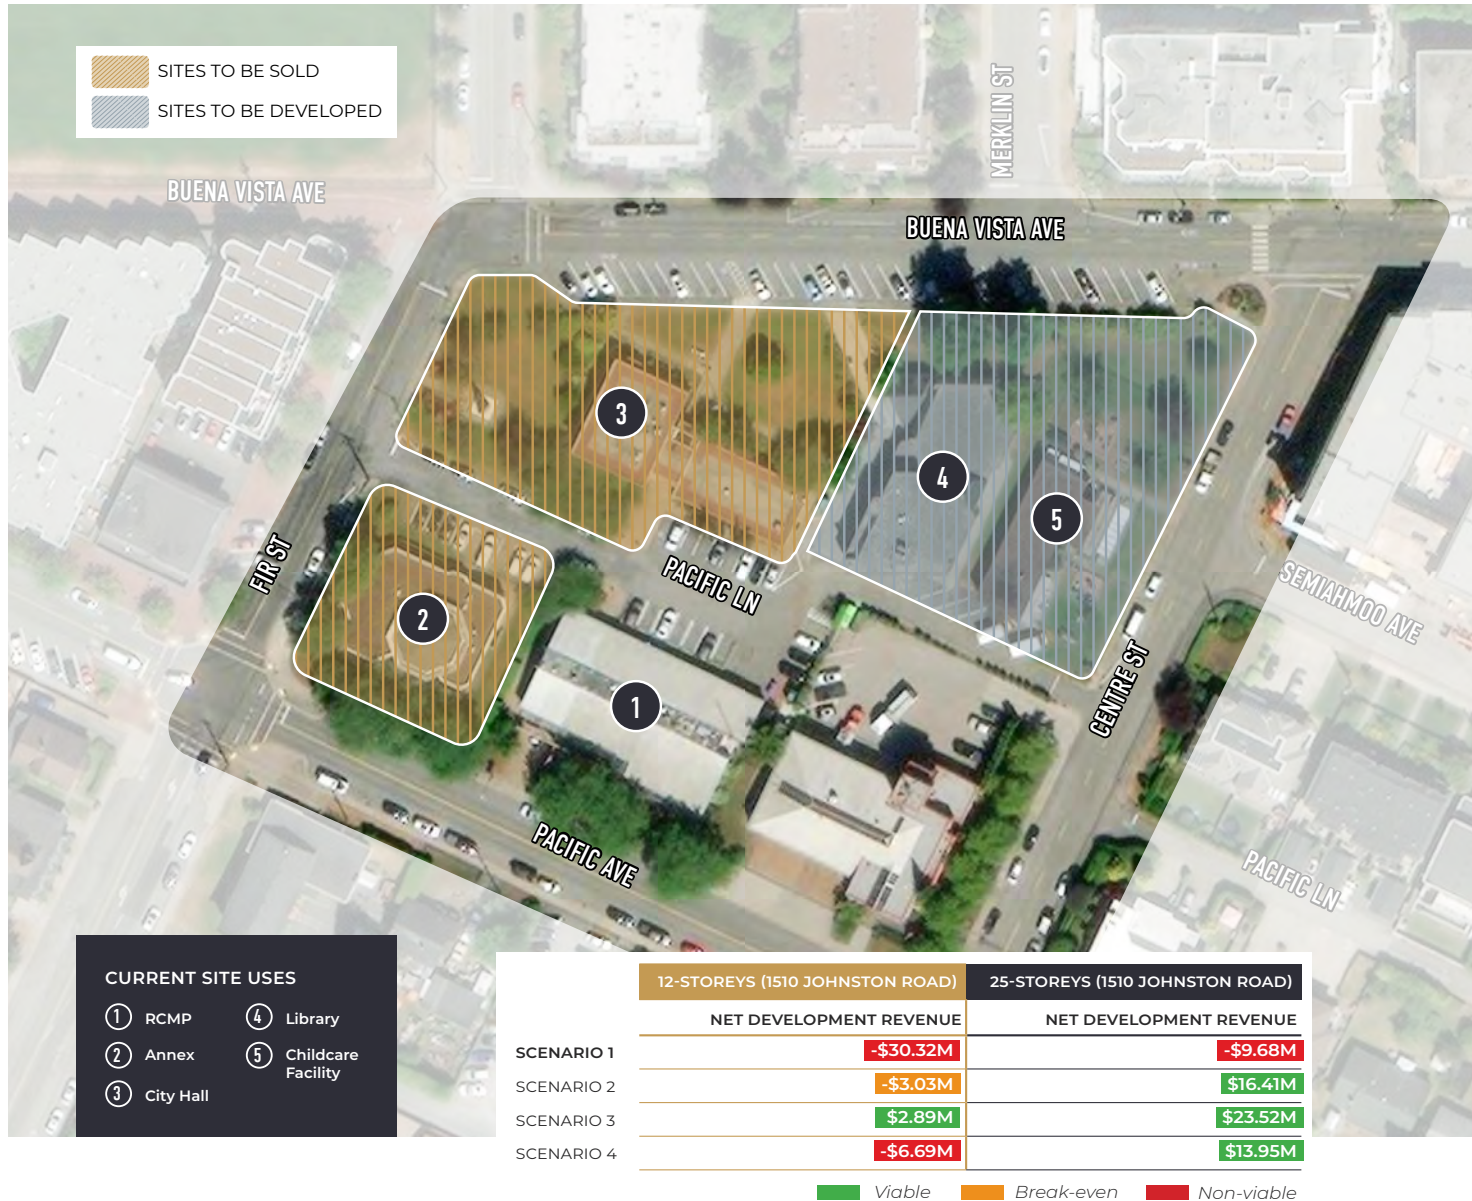 SITES TO BE SOLD
SITES TO BE DEVELOPED
MERKLIN ST
BUENA VISTA AVE
BUENA VISTA AVE
3
4
5
FIR ST
PACIFIC LN
SEMIAHMOO AVE
2
1
CENTRE ST
PACIFIC AVE
PACIFIC LN
CURRENT SITE USES
1 RCMP
2 Annex
3 City Hall
4 Library
5 Childcare
Facility
12-STOREYS (1510 JOHNSTON ROAD) 25-STOREYS (1510 JOHNSTON ROAD)
NET DEVELOPMENT REVENUE NET DEVELOPMENT REVENUE
SCENARIO 1 -$30.32M -$9.68M
SCENARIO 2 -$3.03M $16.41M
SCENARIO 3 $2.89M $23.52M
SCENARIO 4 -$6.69M $13.95M
Viable Break-even Non-viable